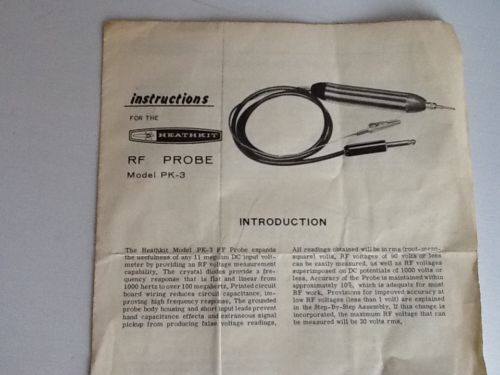 instructions
FOR THE
HEATHKIT
RF PROBE
Model PK-3
INTRODUCTION
The Heathkit Model PK-3 RF Probe expands
the usefulness of any 11 megohm DC input volt-
meter by providing an RF voltage measurement
capability. The crystal diodes provide a fre-
quency response that is flat and linear from
1000 hertz to over 100 megahertz. Printed circuit
board wiring reduces circuit capacitance, im-
proving high frequency response. The grounded
probe body housing and short input leads prevent
hand capacitance effects and extraneous signal
pickup from producing false voltage readings.
All readings obtained will be in rms (root-mean-
square) volts. RF voltages of 90 volts or less
can be easily measured, as well as RF voltages
superimposed on DC potentials of 1000 volts or
less. Accuracy of the Probe is maintained within
approximately 10%, which is adequate for most
RF work. Provisions for improved accuracy at
low RF voltages (less than 1 volt) are explained
in the Step-By-Step Assembly. If this change is
incorporated, the maximum RF voltage that can
be measured will be 30 volts rms.